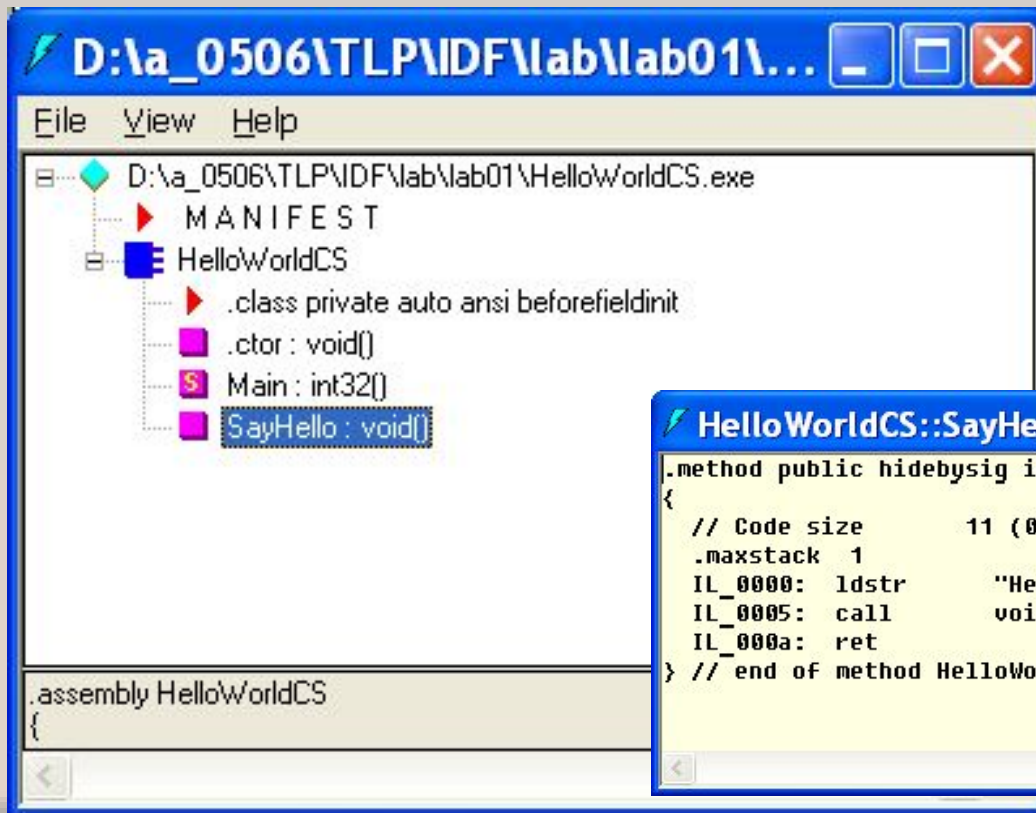 D:\a_0506\TLP\IDF\lab\lab01\...
File View Help
D:\a_0506\TLP\IDF\lab\lab01\HelloWorldCS.exe
M A N I F E S T
HelloWorldCS
.class private auto ansi beforefieldinit
.ctor : void()
S Main : int32()
SayHello : void()
.assembly HelloWorldCS
{
HelloWorldCS::SayHe
.method public hidebysig i
{
// Code size 11 (0
.maxstack 1
IL_0000: ldstr "He
IL_0005: call voi
IL_000a: ret
} // end of method HelloWo